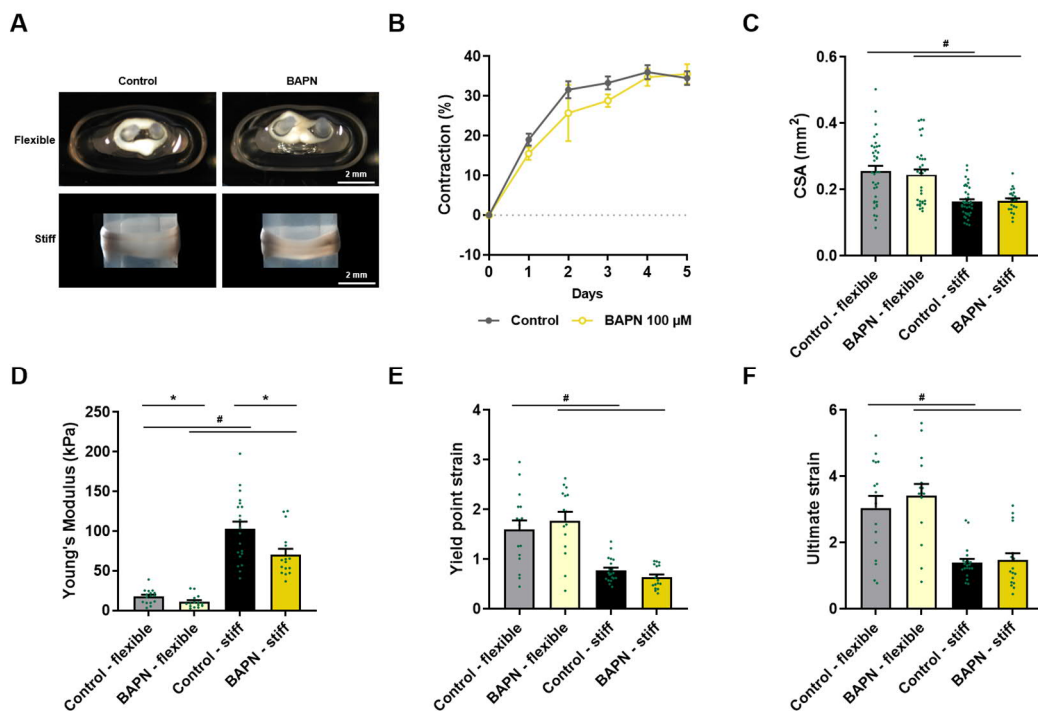 A
Control
BAPN
Flexible
2 mm
Stiff
2 mm
B
Contraction (%)
40
30
20
10
0
-10
0 1 2 3 4 5
Days
Control BAPN 100 µM
C
#
CSA (mm²)
0.6
0.4
0.2
0.0
Control - flexible
BAPN - flexible
Control - stiff
BAPN - stiff
D
* *
#
Young's Modulus (kPa)
250
200
150
100
50
0
Control - flexible
BAPN - flexible
Control - stiff
BAPN - stiff
E
#
Yield point strain
4
3
2
1
0
Control - flexible
BAPN - flexible
Control - stiff
BAPN - stiff
F
#
Ultimate strain
6
4
2
0
Control - flexible
BAPN - flexible
Control - stiff
BAPN - stiff